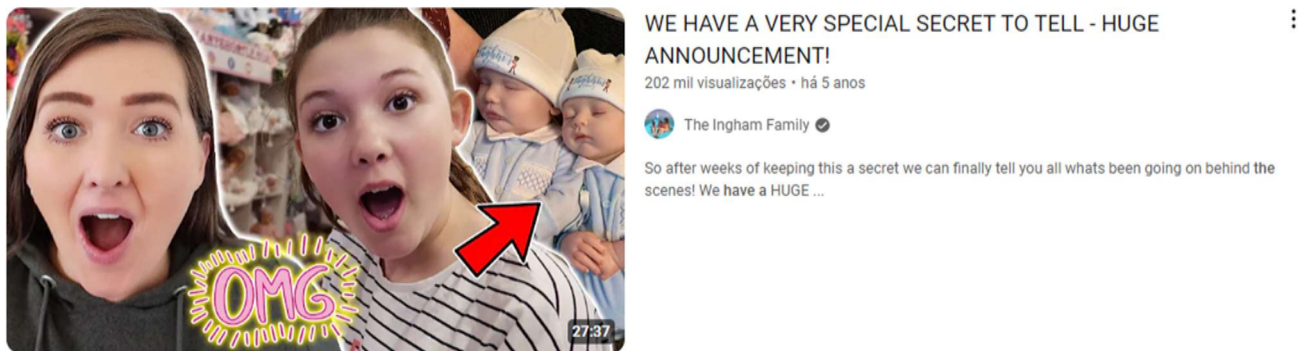 OMG
27:37
WE HAVE A VERY SPECIAL SECRET TO TELL - HUGE
ANNOUNCEMENT!
202 mil visualizações • há 5 anos
The Ingham Family
So after weeks of keeping this a secret we can finally tell you all whats been going on behind the
scenes! We have a HUGE ...